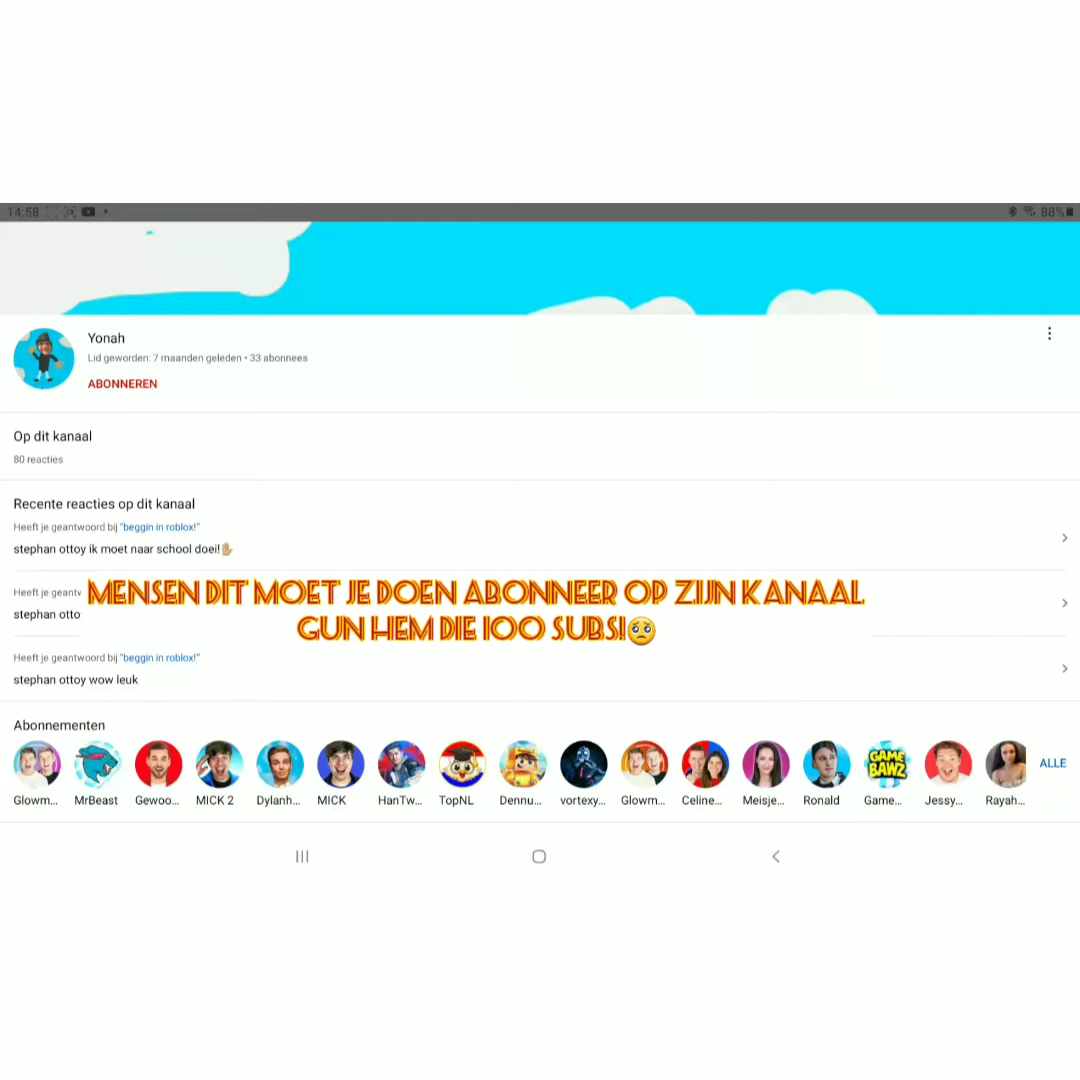 14:58
88%
Yonah
Lid geworden: 7 maanden geleden • 33 abonnees
ABONNEREN
Op dit kanaal
80 reacties
Recente reacties op dit kanaal
Heeft je geantwoord bij "beggin in roblox!"
stephan ottoy ik moet naar school doei!✋🏼
Heeft je geantw
stephan otto
MENSEN DIT MOET JE DOEN ABONNEER OP ZIJN KANAAL
GUN HEM DIE 100 SUBS!🥺
Heeft je geantwoord bij "beggin in roblox!"
stephan ottoy wow leuk
Abonnementen
Glowm... MrBeast Gewoo... MICK 2 Dylanh... MICK HanTw... TopNL Dennu... vortexy... Glowm... Celine... Meisje... Ronald Game... Jessy... Rayah... ALLE
GAME
BAWZ